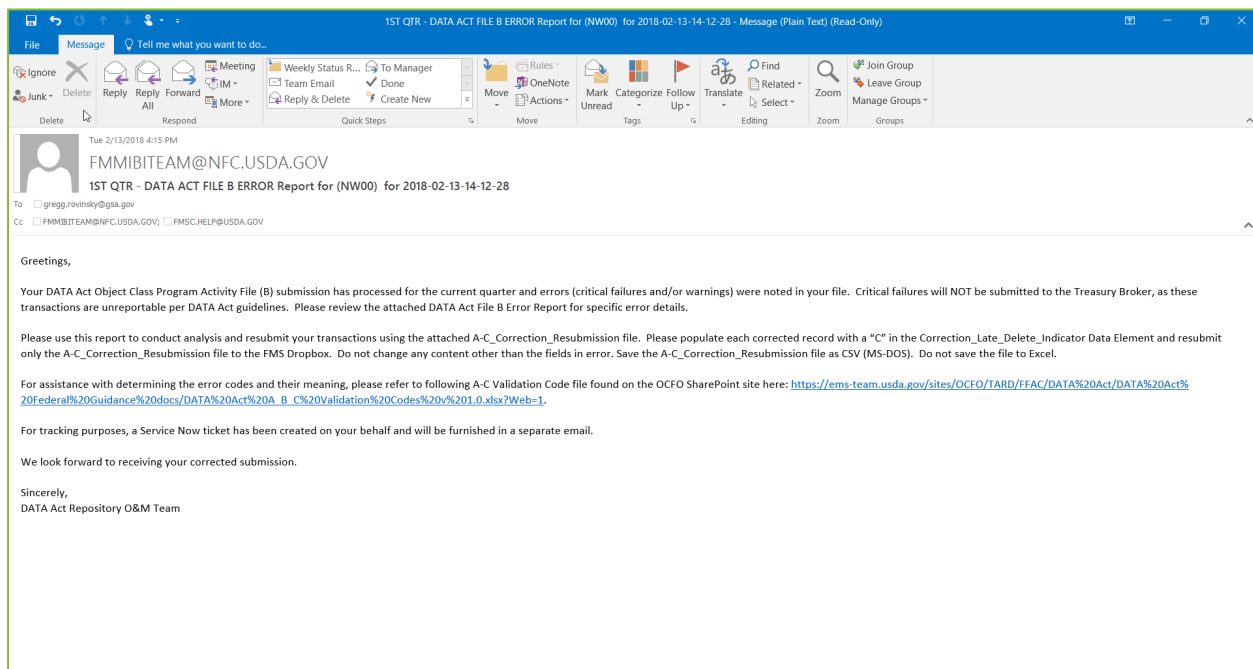 1ST QTR - DATA ACT FILE B ERROR Report for (NW00)  for 2018-02-13-14-12-28 - Message (Plain Text) (Read-Only)
File Message Tell me what you want to do...
Ignore
Junk
Delete
Reply
Reply All
Forward
Meeting
IM
More
Weekly Status R...
Team Email
Reply & Delete
To Manager
Done
Create New
Move
Rules
OneNote
Actions
Mark Unread
Categorize
Follow Up
Translate
Find
Related
Select
Zoom
Join Group
Leave Group
Manage Groups
Delete Respond Quick Steps Move Tags Editing Zoom Groups
Tue 2/13/2018 4:15 PM
FMMIBITEAM@NFC.USDA.GOV
1ST QTR - DATA ACT FILE B ERROR Report for (NW00)  for 2018-02-13-14-12-28
To gregg.rovinsky@gsa.gov
Cc FMMIBITEAM@NFC.USDA.GOV; FMSC.HELP@USDA.GOV
Greetings,
Your DATA Act Object Class Program Activity File (B) submission has processed for the current quarter and errors (critical failures and/or warnings) were noted in your file.  Critical failures will NOT be submitted to the Treasury Broker, as these
transactions are unreportable per DATA Act guidelines.  Please review the attached DATA Act File B Error Report for specific error details.
Please use this report to conduct analysis and resubmit your transactions using the attached A-C_Correction_Resubmission file.  Please populate each corrected record with a “C” in the Correction_Late_Delete_Indicator Data Element and resubmit
only the A-C_Correction_Resubmission file to the FMS Dropbox.  Do not change any content other than the fields in error. Save the A-C_Correction_Resubmission file as CSV (MS-DOS).  Do not save the file to Excel.
For assistance with determining the error codes and their meaning, please refer to following A-C Validation Code file found on the OCFO SharePoint site here: https://ems-team.usda.gov/sites/OCFO/TARD/FFAC/DATA%20Act/DATA%20Act%
20Federal%20Guidance%20docs/DATA%20Act%20A_B_C%20Validation%20Codes%20v%201.0.xlsx?Web=1.
For tracking purposes, a Service Now ticket has been created on your behalf and will be furnished in a separate email.
We look forward to receiving your corrected submission.
Sincerely,
DATA Act Repository O&M Team